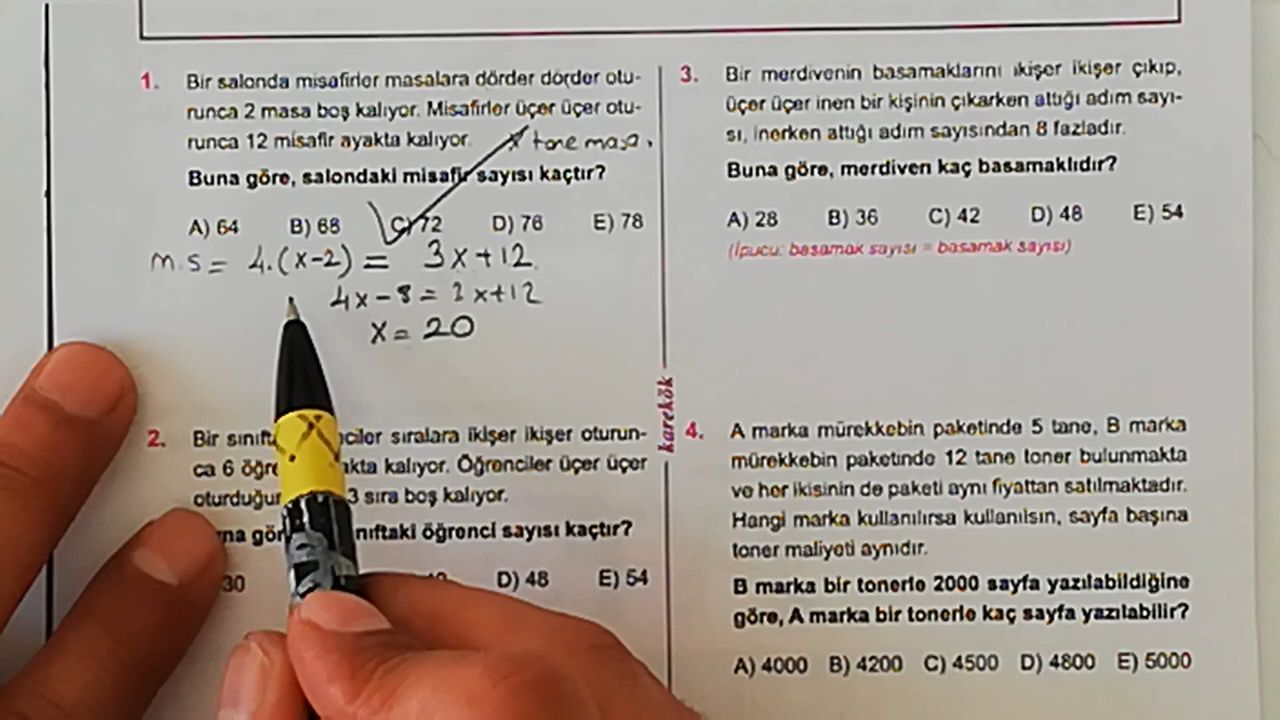 1. Bir salonda misafirler masalara dörder dörder otu-
runca 2 masa boş kalıyor. Misafirler üçer üçer otu-
runca 12 misafir ayakta kalıyor.
x tane masa.
Buna göre, salondaki misafir sayısı kaçtır?
A) 64 B) 68 C) 72 D) 76 E) 78
m.s = 4.(x-2) = 3x+12
4x-8 = 3x+12
x = 20
2. Bir sınıft ciler sıralara ikişer ikişer oturun-
ca 6 öğre akta kalıyor. Öğrenciler üçer üçer
oturduğun 3 sıra boş kalıyor.
na gör nıftaki öğrenci sayısı kaçtır?
30 D) 48 E) 54
karekök
3. Bir merdivenin basamaklarını ikişer ikişer çıkıp,
üçer üçer inen bir kişinin çıkarken attığı adım sayı-
sı, inerken attığı adım sayısından 8 fazladır.
Buna göre, merdiven kaç basamaklıdır?
A) 28 B) 36 C) 42 D) 48 E) 54
(İpucu: basamak sayısı = basamak sayısı)
4. A marka mürekkebin paketinde 5 tane, B marka
mürekkebin paketinde 12 tane toner bulunmakta
ve her ikisinin de paketi aynı fiyattan satılmaktadır.
Hangi marka kullanılırsa kullanılsın, sayfa başına
toner maliyeti aynıdır.
B marka bir tonerle 2000 sayfa yazılabildiğine
göre, A marka bir tonerle kaç sayfa yazılabilir?
A) 4000 B) 4200 C) 4500 D) 4800 E) 5000